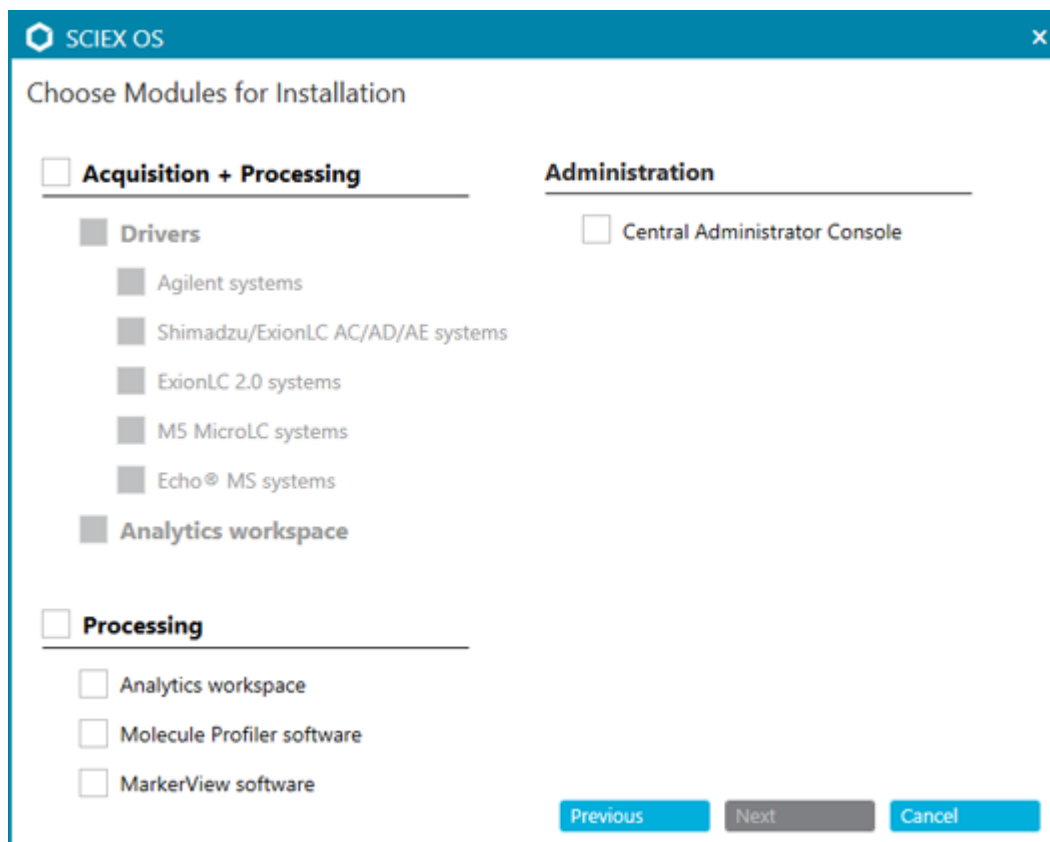 SCIEX OS
Choose Modules for Installation
Acquisition + Processing
Drivers
Agilent systems
Shimadzu/ExionLC AC/AD/AE systems
ExionLC 2.0 systems
M5 MicroLC systems
Echo® MS systems
Analytics workspace
Processing
Analytics workspace
Molecule Profiler software
MarkerView software
Administration
Central Administrator Console
Previous
Next
Cancel